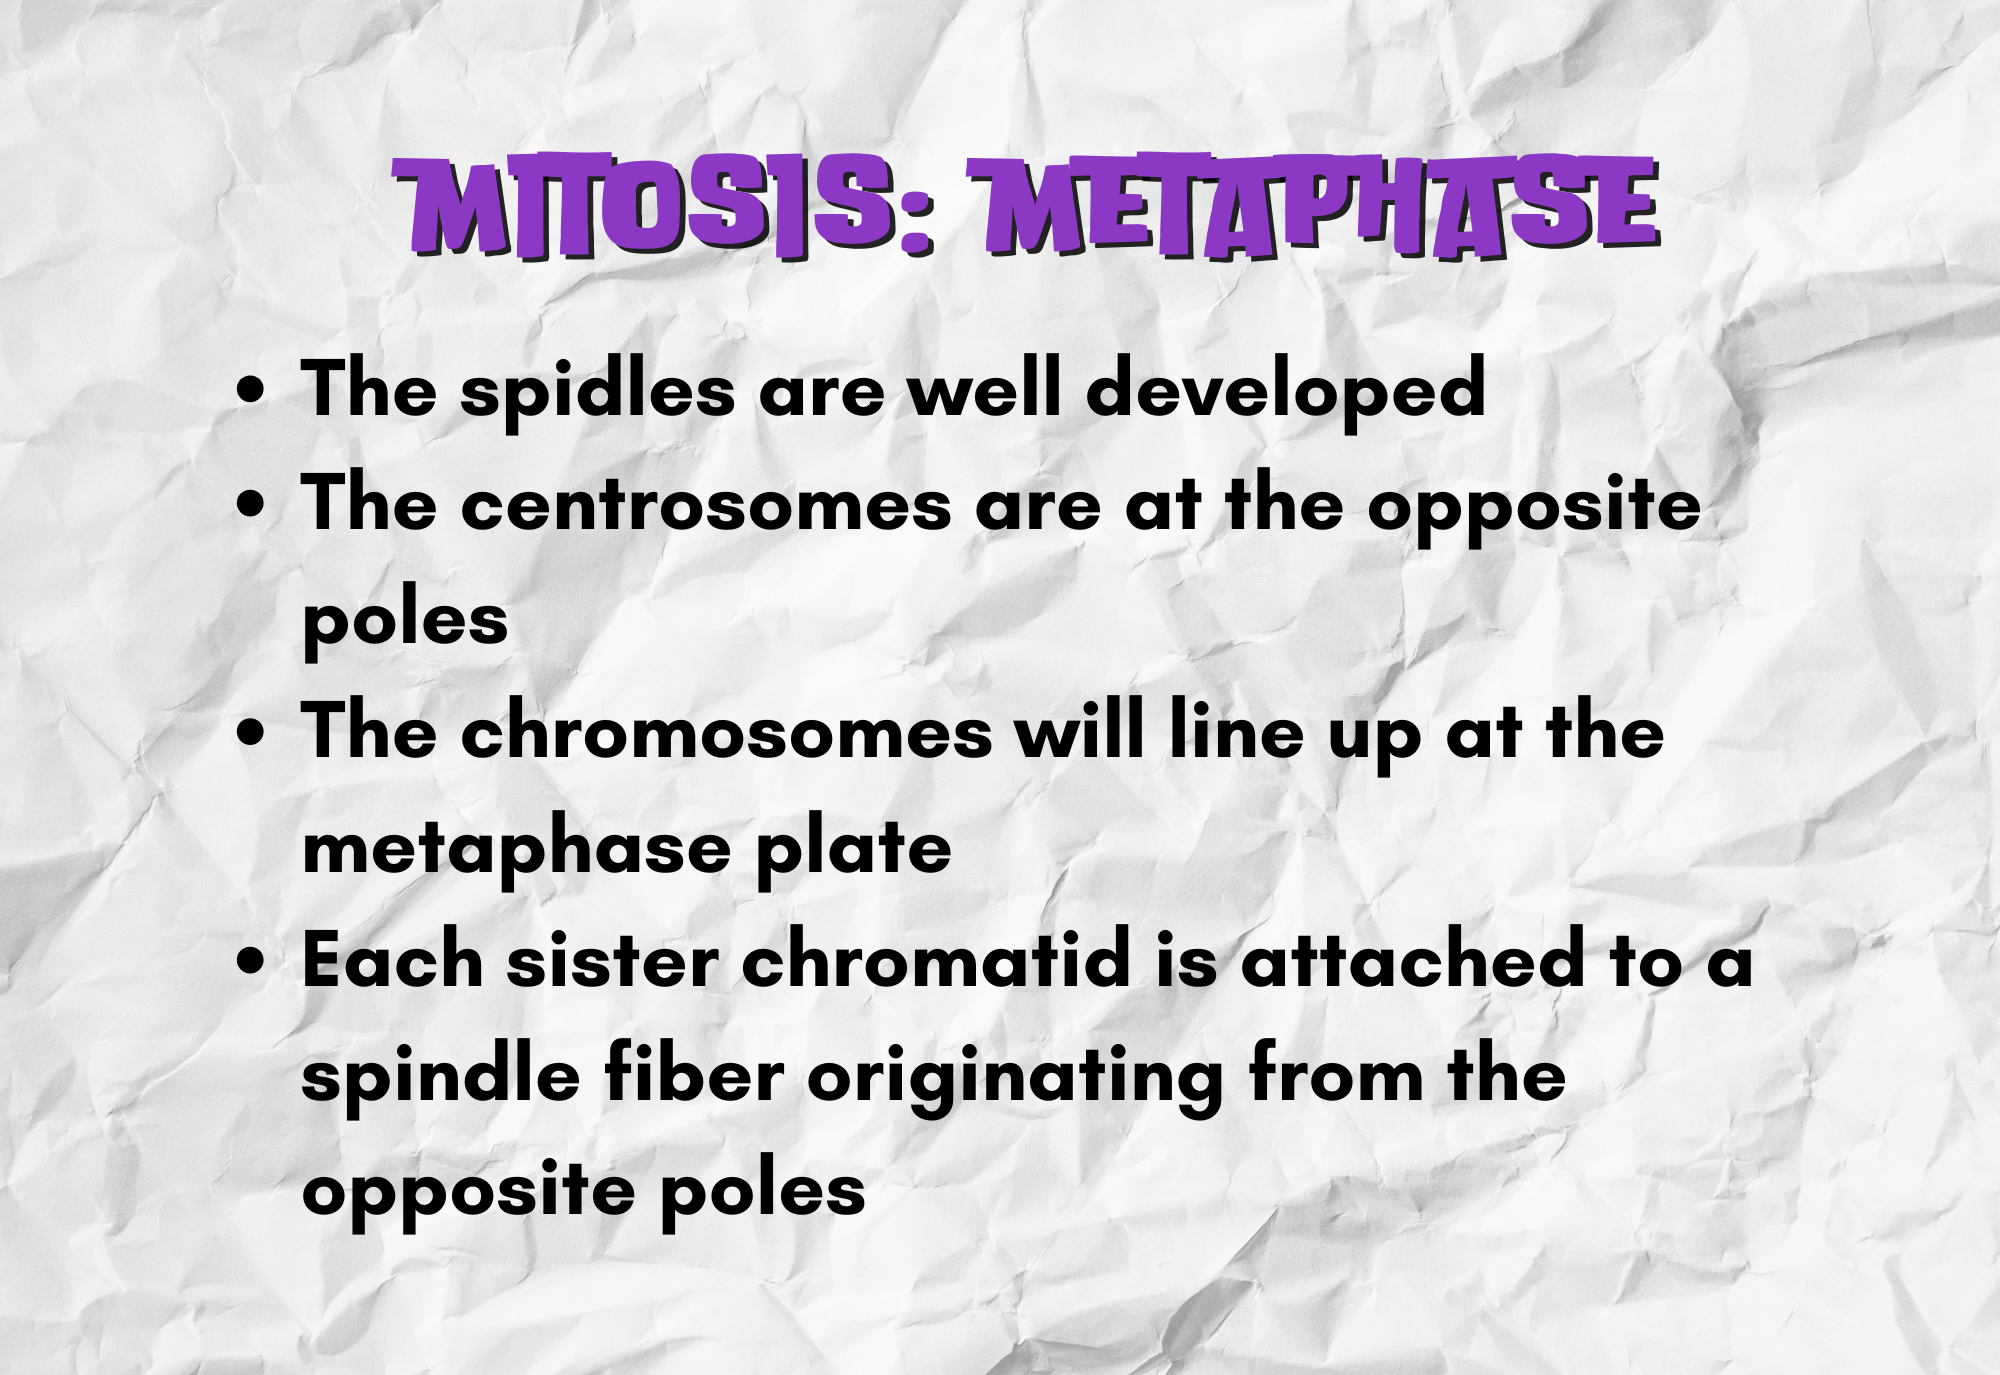 MITOSIS: METAPHASE
• The spidles are well developed
• The centrosomes are at the opposite
poles
• The chromosomes will line up at the
metaphase plate
• Each sister chromatid is attached to a
spindle fiber originating from the
opposite poles